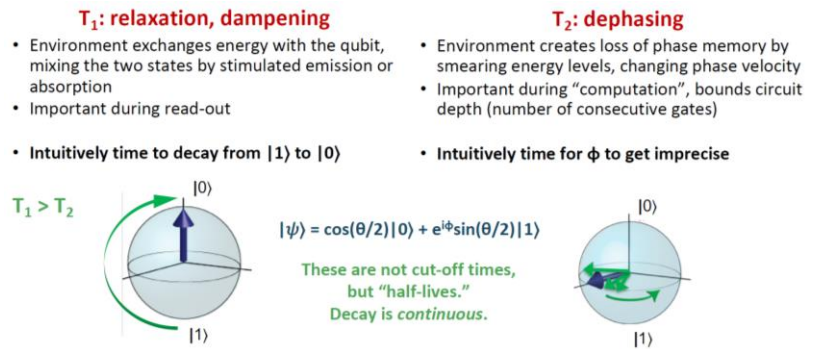 T₁: relaxation, dampening
• Environment exchanges energy with the qubit,
mixing the two states by stimulated emission or
absorption
• Important during read-out
• Intuitively time to decay from |1⟩ to |0⟩
T₂: dephasing
• Environment creates loss of phase memory by
smearing energy levels, changing phase velocity
• Important during “computation”, bounds circuit
depth (number of consecutive gates)
• Intuitively time for ϕ to get imprecise
T₁ > T₂
|0⟩
|1⟩
|ψ⟩ = cos(θ/2)|0⟩ + eⁱᶲsin(θ/2)|1⟩
These are not cut-off times,
but “half-lives.”
Decay is continuous.
|0⟩
|1⟩